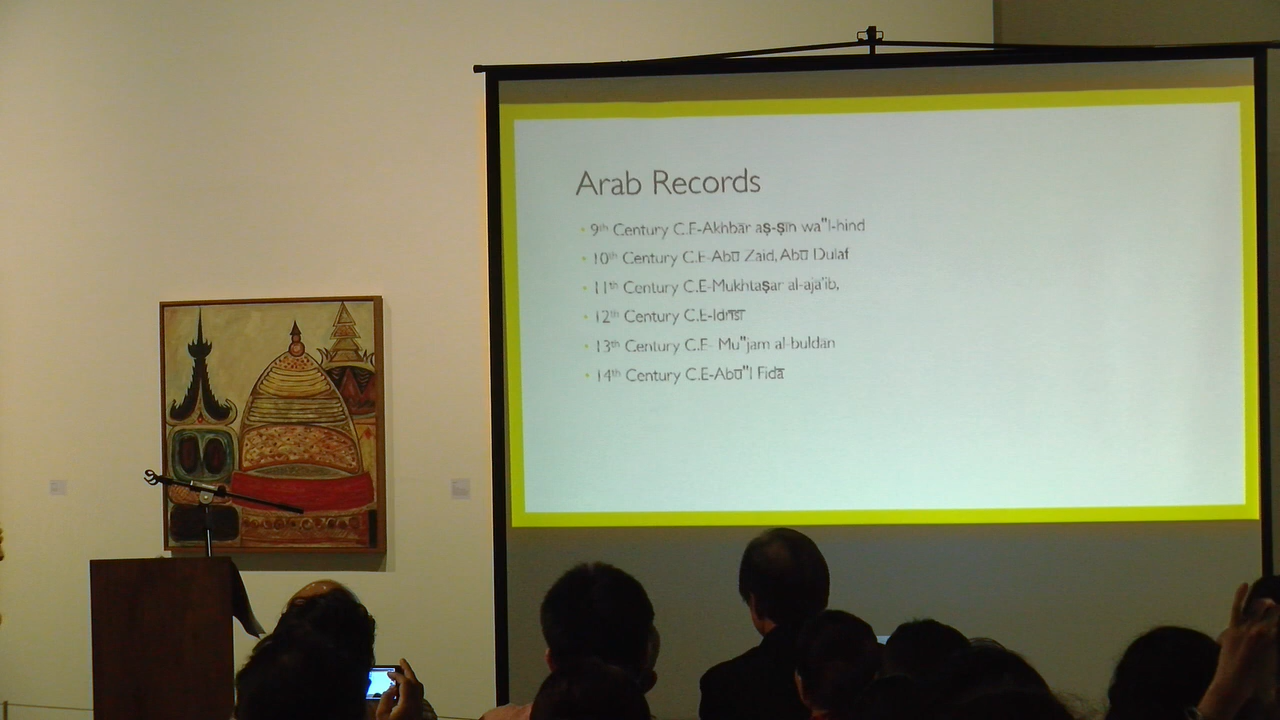 Arab Records
9th Century C.E-Akhbār aṣ-ṣīn wa"l-hind
10th Century C.E-Abū Zaid, Abū Dulaf
11th Century C.E-Mukhtaṣar al-aja'ib,
12th Century C.E-Idrīsī
13th Century C.E- Mu"jam al-buldān
14th Century C.E-Abū"l Fidā